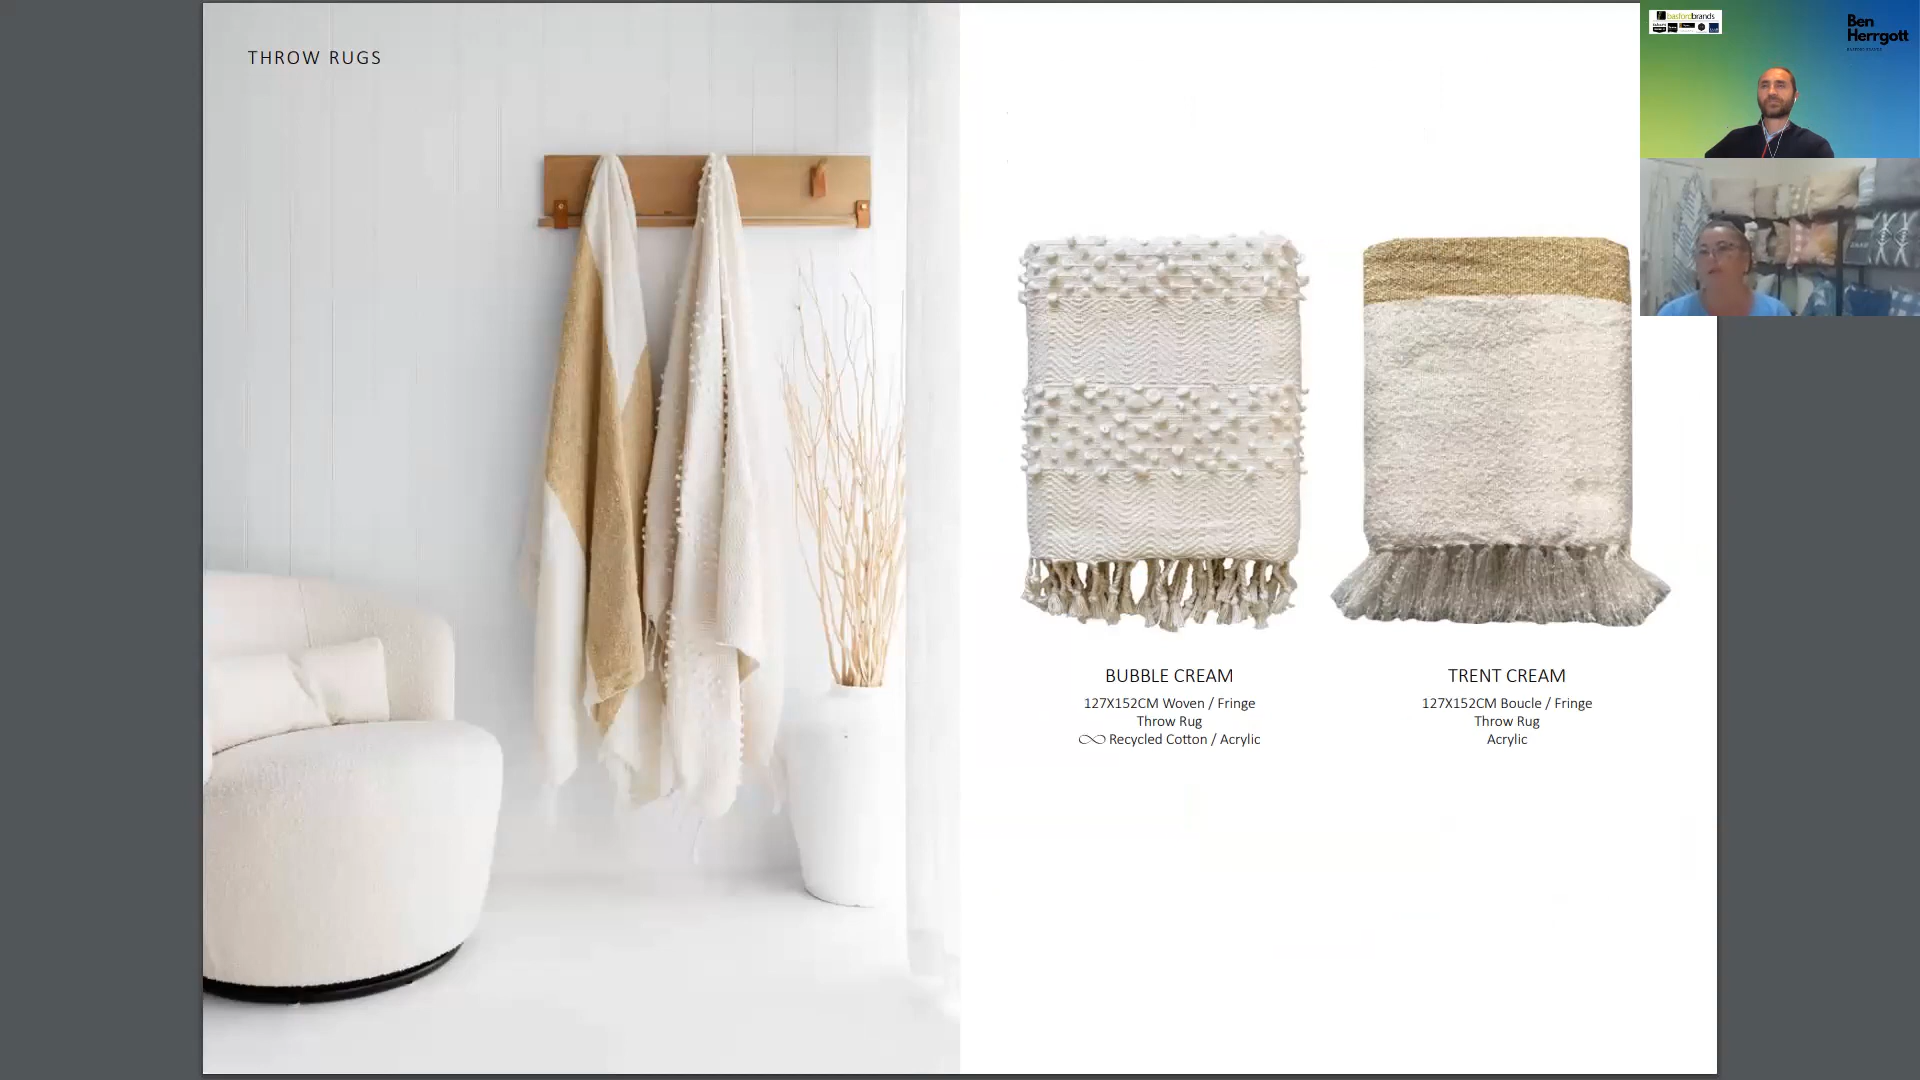 THROW RUGS
BUBBLE CREAM
127X152CM Woven / Fringe
Throw Rug
Recycled Cotton / Acrylic
TRENT CREAM
127X152CM Boucle / Fringe
Throw Rug
Acrylic
basfordbrands
Ben
Herrgott